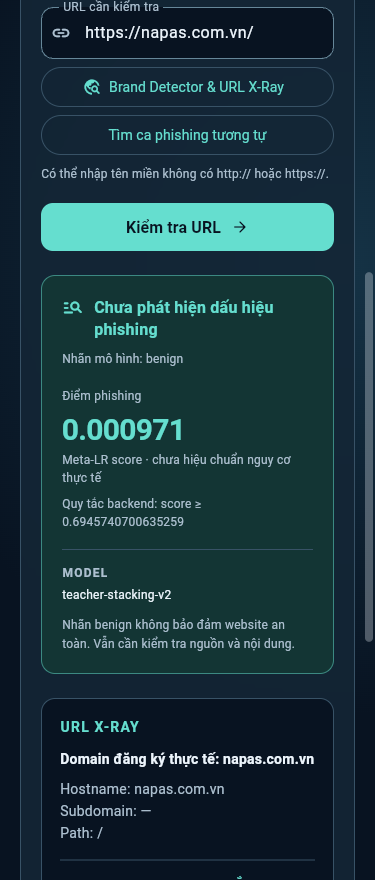 URL cần kiểm tra
https://napas.com.vn/
Brand Detector & URL X-Ray
Tìm ca phishing tương tự
Có thể nhập tên miền không có http:// hoặc https://.
Kiểm tra URL →
Chưa phát hiện dấu hiệu
phishing
Nhãn mô hình: benign
Điểm phishing
0.000971
Meta-LR score · chưa hiệu chuẩn nguy cơ
thực tế
Quy tắc backend: score ≥
0.6945740700635259
MODEL
teacher-stacking-v2
Nhãn benign không bảo đảm website an
toàn. Vẫn cần kiểm tra nguồn và nội dung.
URL X-RAY
Domain đăng ký thực tế: napas.com.vn
Hostname: napas.com.vn
Subdomain: —
Path: /